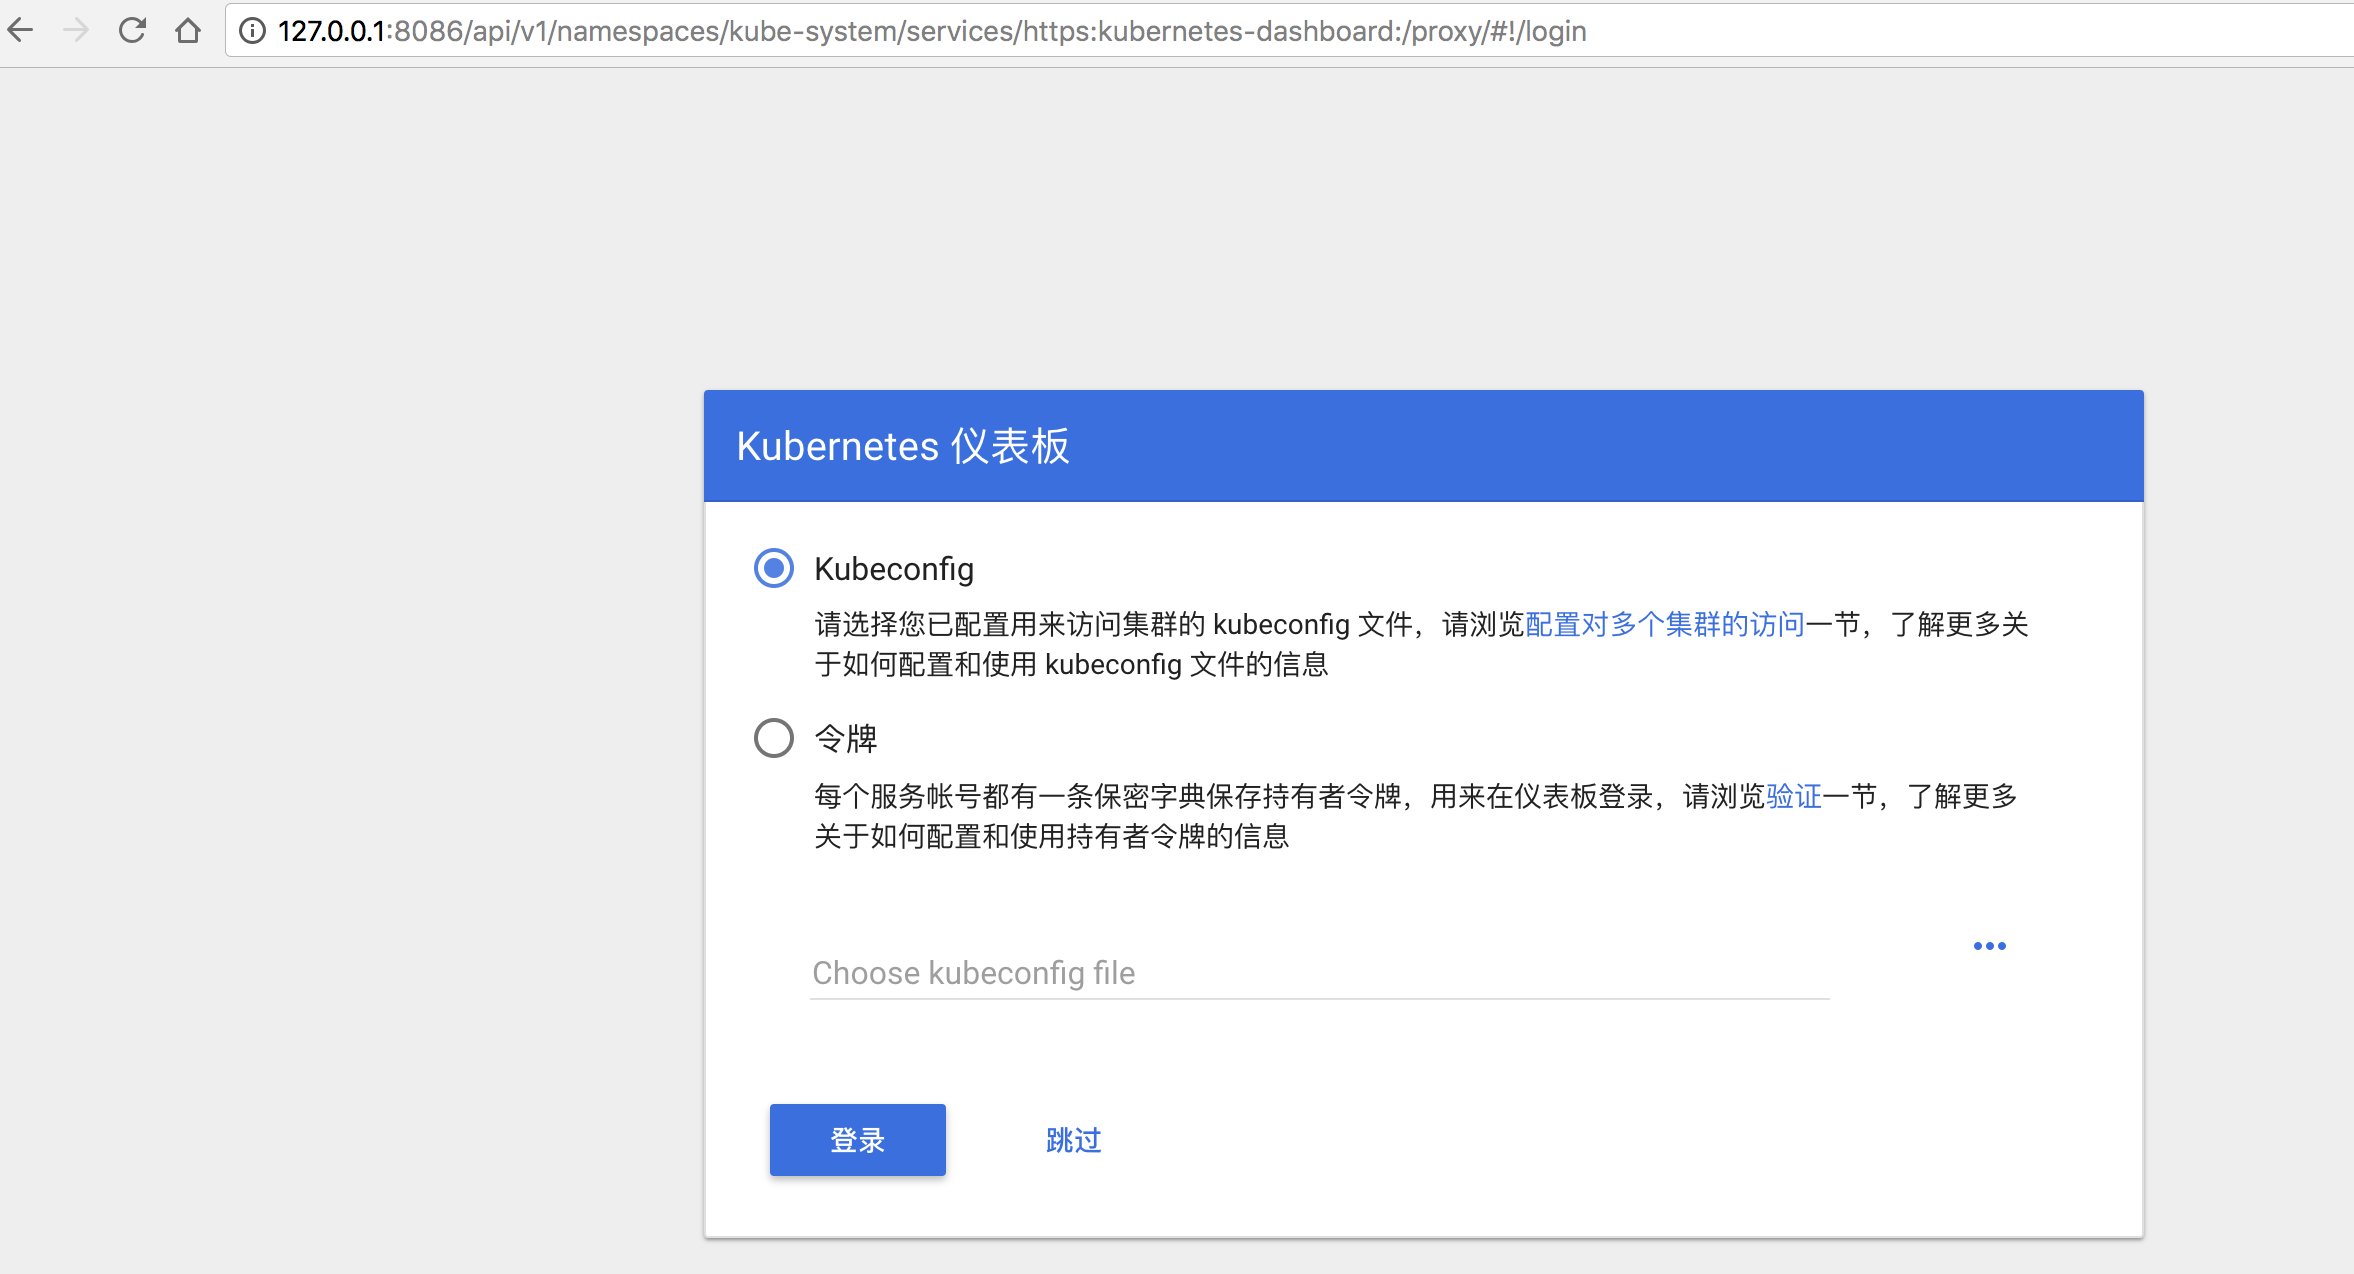 127.0.0.1:8086/api/v1/namespaces/kube-system/services/https:kubernetes-dashboard:/proxy/#!/login
Kubernetes 仪表板
Kubeconfig
请选择您已配置用来访问集群的 kubeconfig 文件，请浏览配置对多个集群的访问一节，了解更多关
于如何配置和使用 kubeconfig 文件的信息
令牌
每个服务帐号都有一条保密字典保存持有者令牌，用来在仪表板登录，请浏览验证一节，了解更多
关于如何配置和使用持有者令牌的信息
Choose kubeconfig file
登录 跳过